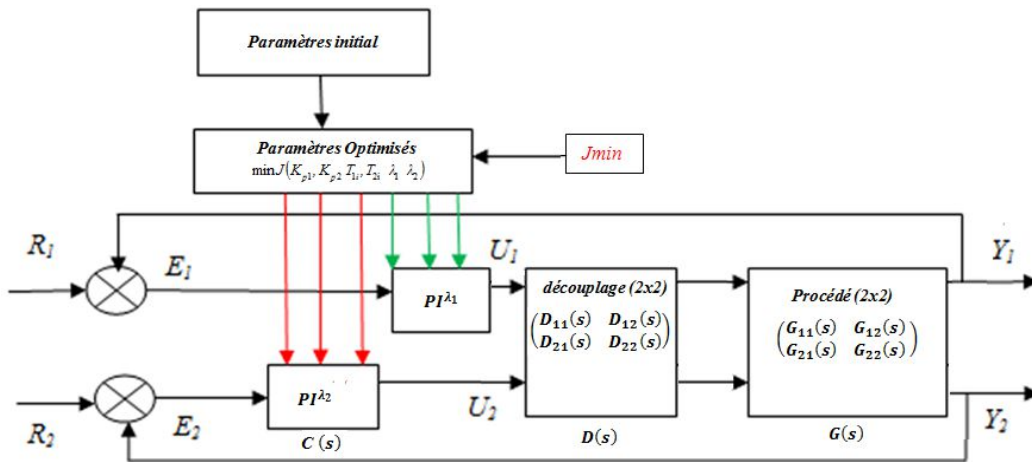 Paramètres initial
Paramètres Optimisés
min J(Kp1, Kp2 T1i, T2i λ1 λ2)
Jmin
R1
E1
U1
Y1
PI^λ1
découplage (2x2)
D11(s) D12(s)
D21(s) D22(s)
Procédé (2x2)
G11(s) G12(s)
G21(s) G22(s)
R2
E2
PI^λ2
U2
Y2
C (s)
D(s)
G(s)